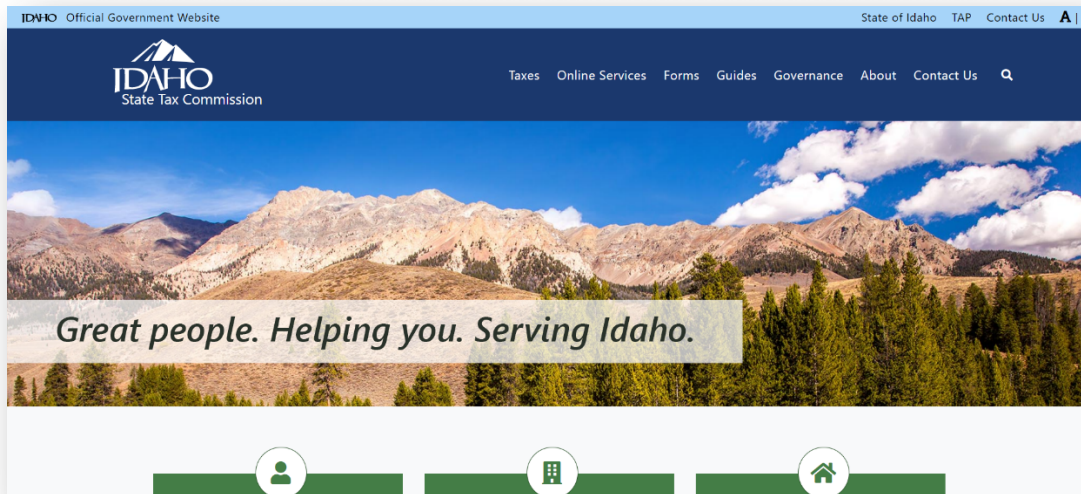 IDAHO Official Government Website
State of Idaho TAP Contact Us A |
IDAHO
State Tax Commission
Taxes Online Services Forms Guides Governance About Contact Us
Great people. Helping you. Serving Idaho.